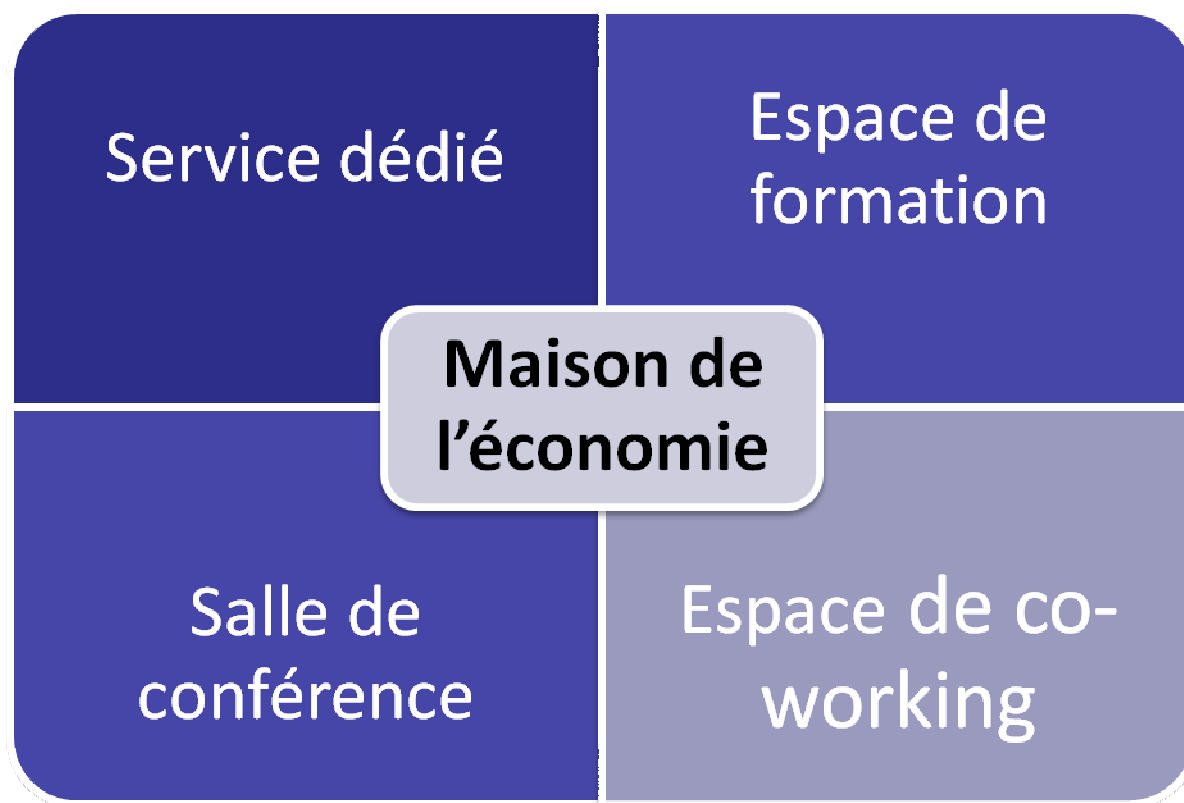 Service dédié
Espace de
formation
Maison de
l’économie
Salle de
conférence
Espace de co-
working